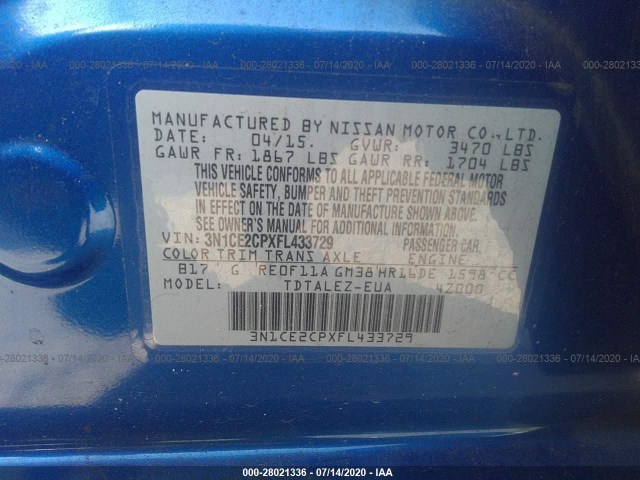 000-28021336 - 07/14/2020 - IAA
MANUFACTURED BY NISSAN MOTOR CO., LTD.
DATE: 04/15. GVWR: 3470 LBS
GAWR FR: 1867 LBS GAWR RR: 1704 LBS
THIS VEHICLE CONFORMS TO ALL APPLICABLE FEDERAL MOTOR
VEHICLE SAFETY, BUMPER AND THEFT PREVENTION STANDARDS
IN EFFECT ON THE DATE OF MANUFACTURE SHOWN ABOVE.
SEE OWNER'S MANUAL FOR ADDITIONAL INFORMATION.
VIN: 3N1CE2CPXFL433729 PASSENGER CAR
COLOR TRIM TRANS AXLE ENGINE
B17 G RE0F11A GM38 HR16DE 1598 CC
MODEL: TDTALEZ-EUA 4Z000
3N1CE2CPXFL433729
000-28021336 - 07/14/2020 - IAA